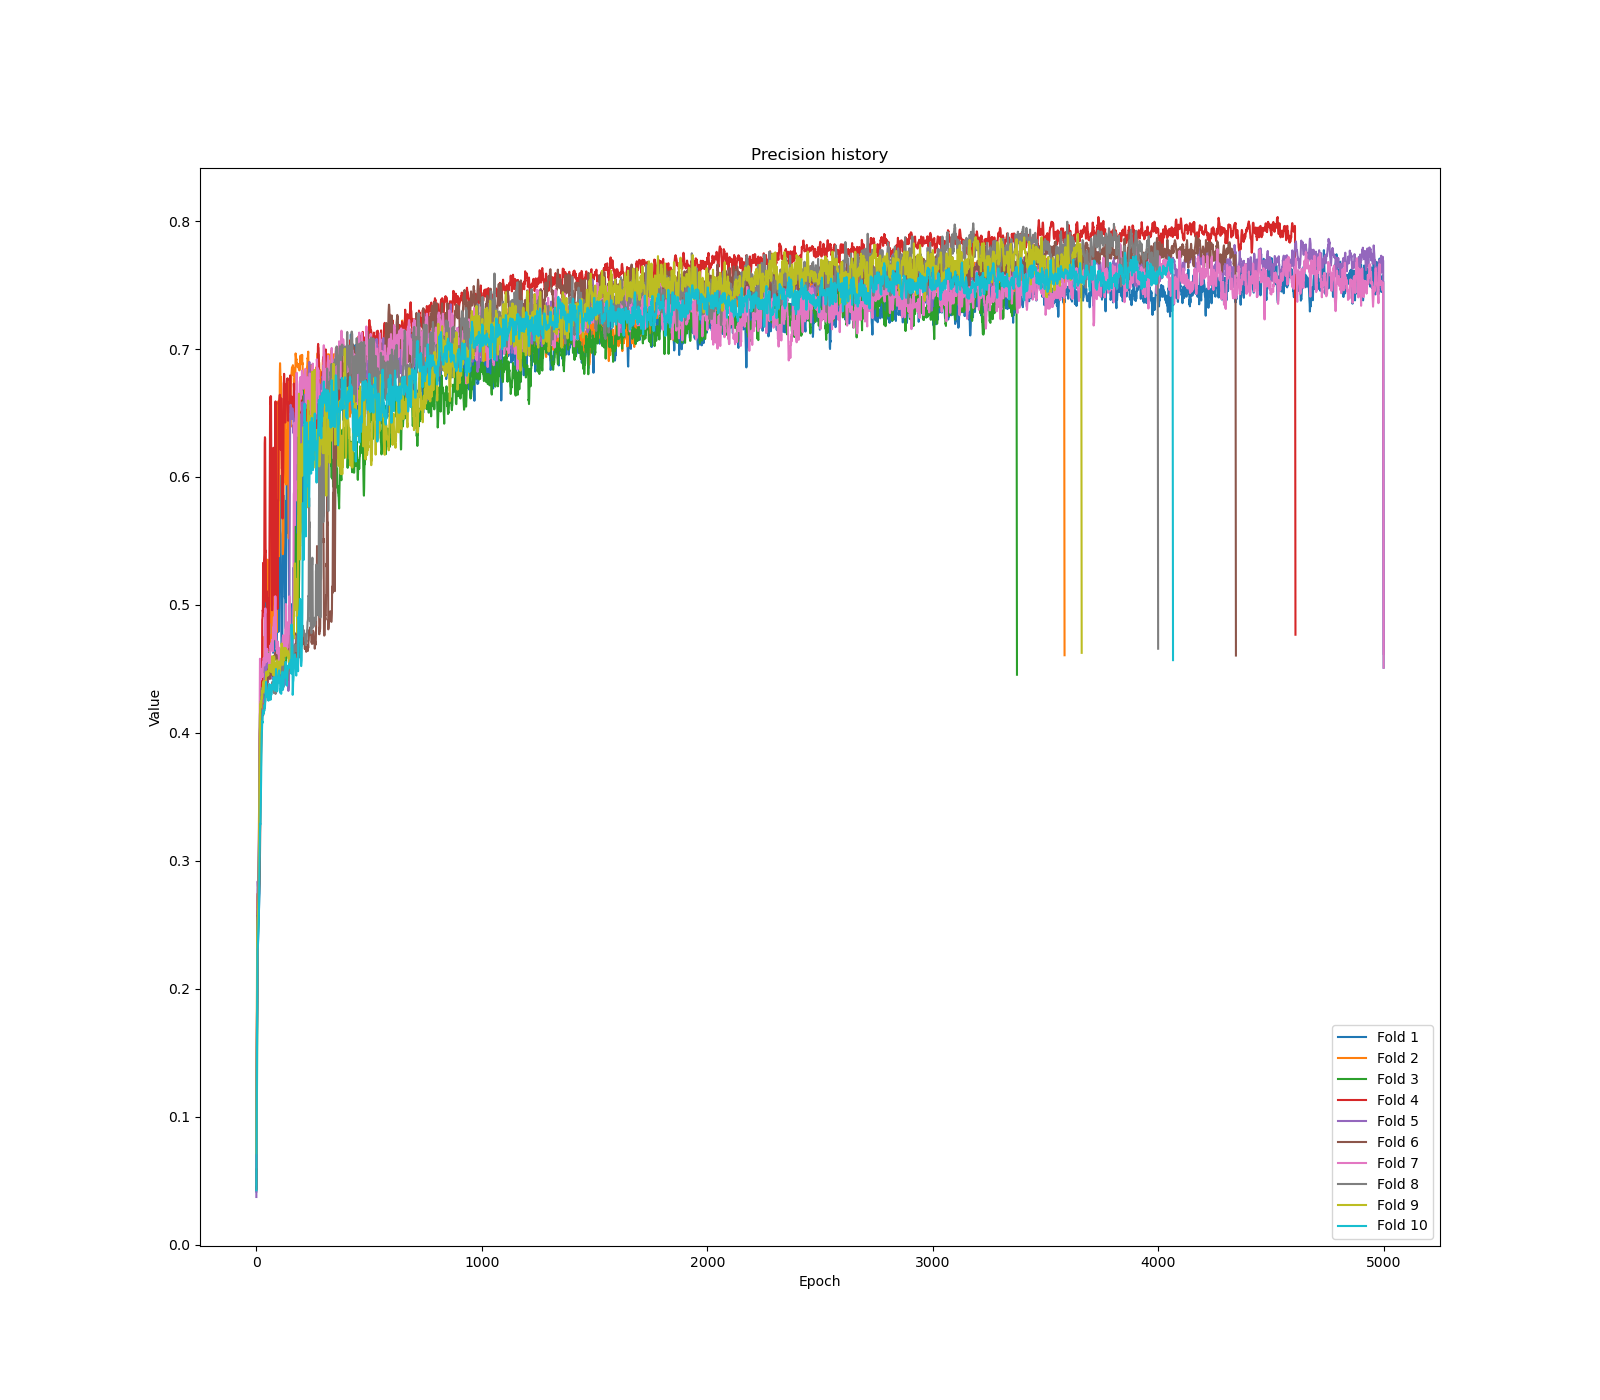 Precision history
Value
0.8
0.7
0.6
0.5
0.4
0.3
0.2
0.1
0.0
0
1000
2000
3000
4000
5000
Epoch
Fold 1
Fold 2
Fold 3
Fold 4
Fold 5
Fold 6
Fold 7
Fold 8
Fold 9
Fold 10